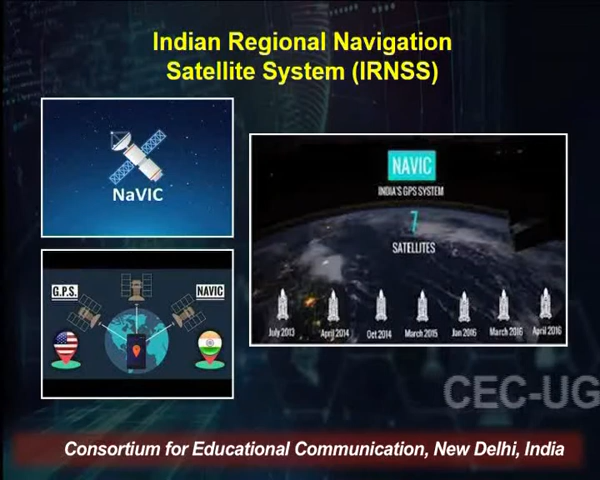 Indian Regional Navigation
Satellite System (IRNSS)
NaVIC
NAVIC
INDIA'S GPS SYSTEM
7
SATELLITES
July 2013
April 2014
Oct 2014
March 2015
Jan 2016
March 2016
April 2016
G.P.S.
NAVIC
CEC-UG
Consortium for Educational Communication, New Delhi, India